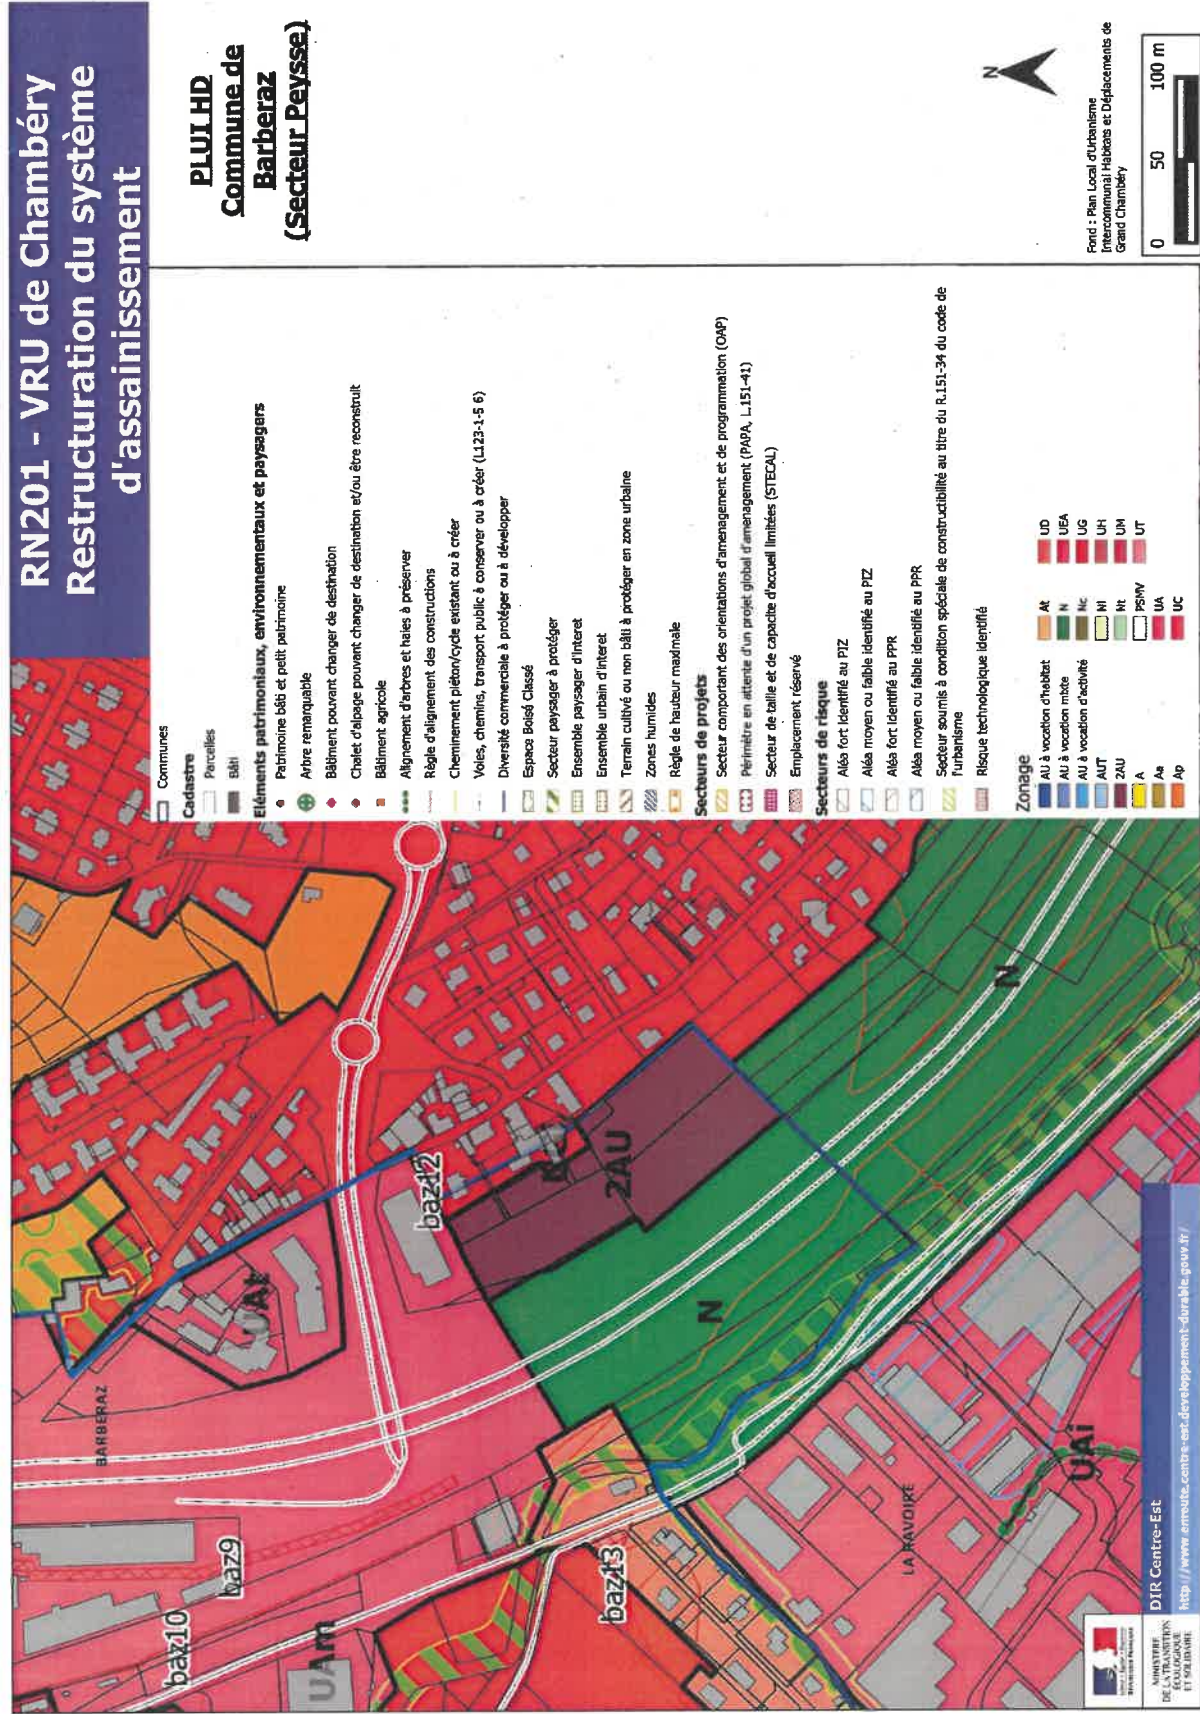 RN201 - VRU de Chambéry
Restructuration du système
d'assainissement
PLUI HD
Commune de
Barberaz
(Secteur Peysse)
Communes
Cadastre
Parcelles
Bâti
Eléments patrimoniaux, environnementaux et paysagers
Patrimoine bâti et petit patrimoine
Arbre remarquable
Bâtiment pouvant changer de destination
Chalet d'alpage pouvent changer de destination et/ou être reconstruit
Bâtiment agricole
Alignement d'arbres et haies à préserver
Règle d'alignement des constructions
Cheminement piéton/cycle existant ou à créer
Voies, chemins, transport public à conserver ou à créer (L123-1-5 6)
Diversité commerciale à protéger ou à développer
Espace Boisé Classé
Secteur paysager à protéger
Ensemble paysager d'interet
Ensemble urbain d'interet
Terrain cultivé ou non bâti à protéger en zone urbaine
Zones humides
Règle de hauteur maximale
Secteurs de projets
Secteur comportant des orientations d'amenagement et de programmation (OAP)
Périmètre en attente d'un projet global d'amenagement (PAPA, L.151-41)
Secteur de taille et de capacite d'accueil limitées (STECAL)
Emplacement réservé
Secteurs de risque
Aléa fort identifié au PIZ
Aléa moyen ou faible identifié au PIZ
Aléa fort identifié au PPR
Aléa moyen ou faible identifié au PPR
Secteur soumis à condition spéciale de constructibilité au titre du R.151-34 du code de
l'urbanisme
Risque technologique identifié
Zonage
AU à vocation d'habitat
AU à vocation mixte
AU à vocation d'activité
AUT
2AU
A
Aa
Ap
At
N
Nc
Nl
Nt
PSMV
UA
UC
UD
UEA
UG
UH
UM
UT
N
Fond : Plan Local d'Urbanisme
Intercommunal Habitats et Déplacements de
Grand Chambéry
0 50 100 m
BARBERAZ
baz10
baz9
UAm
baz12
2AU
N
N
baz13
LA RAVOIRE
UAi
MINISTÈRE
DE LA TRANSITION
ÉCOLOGIQUE
ET SOLIDAIRE
DIR Centre-Est
http://www.enroute.centre-est.developpement-durable.gouv.fr/